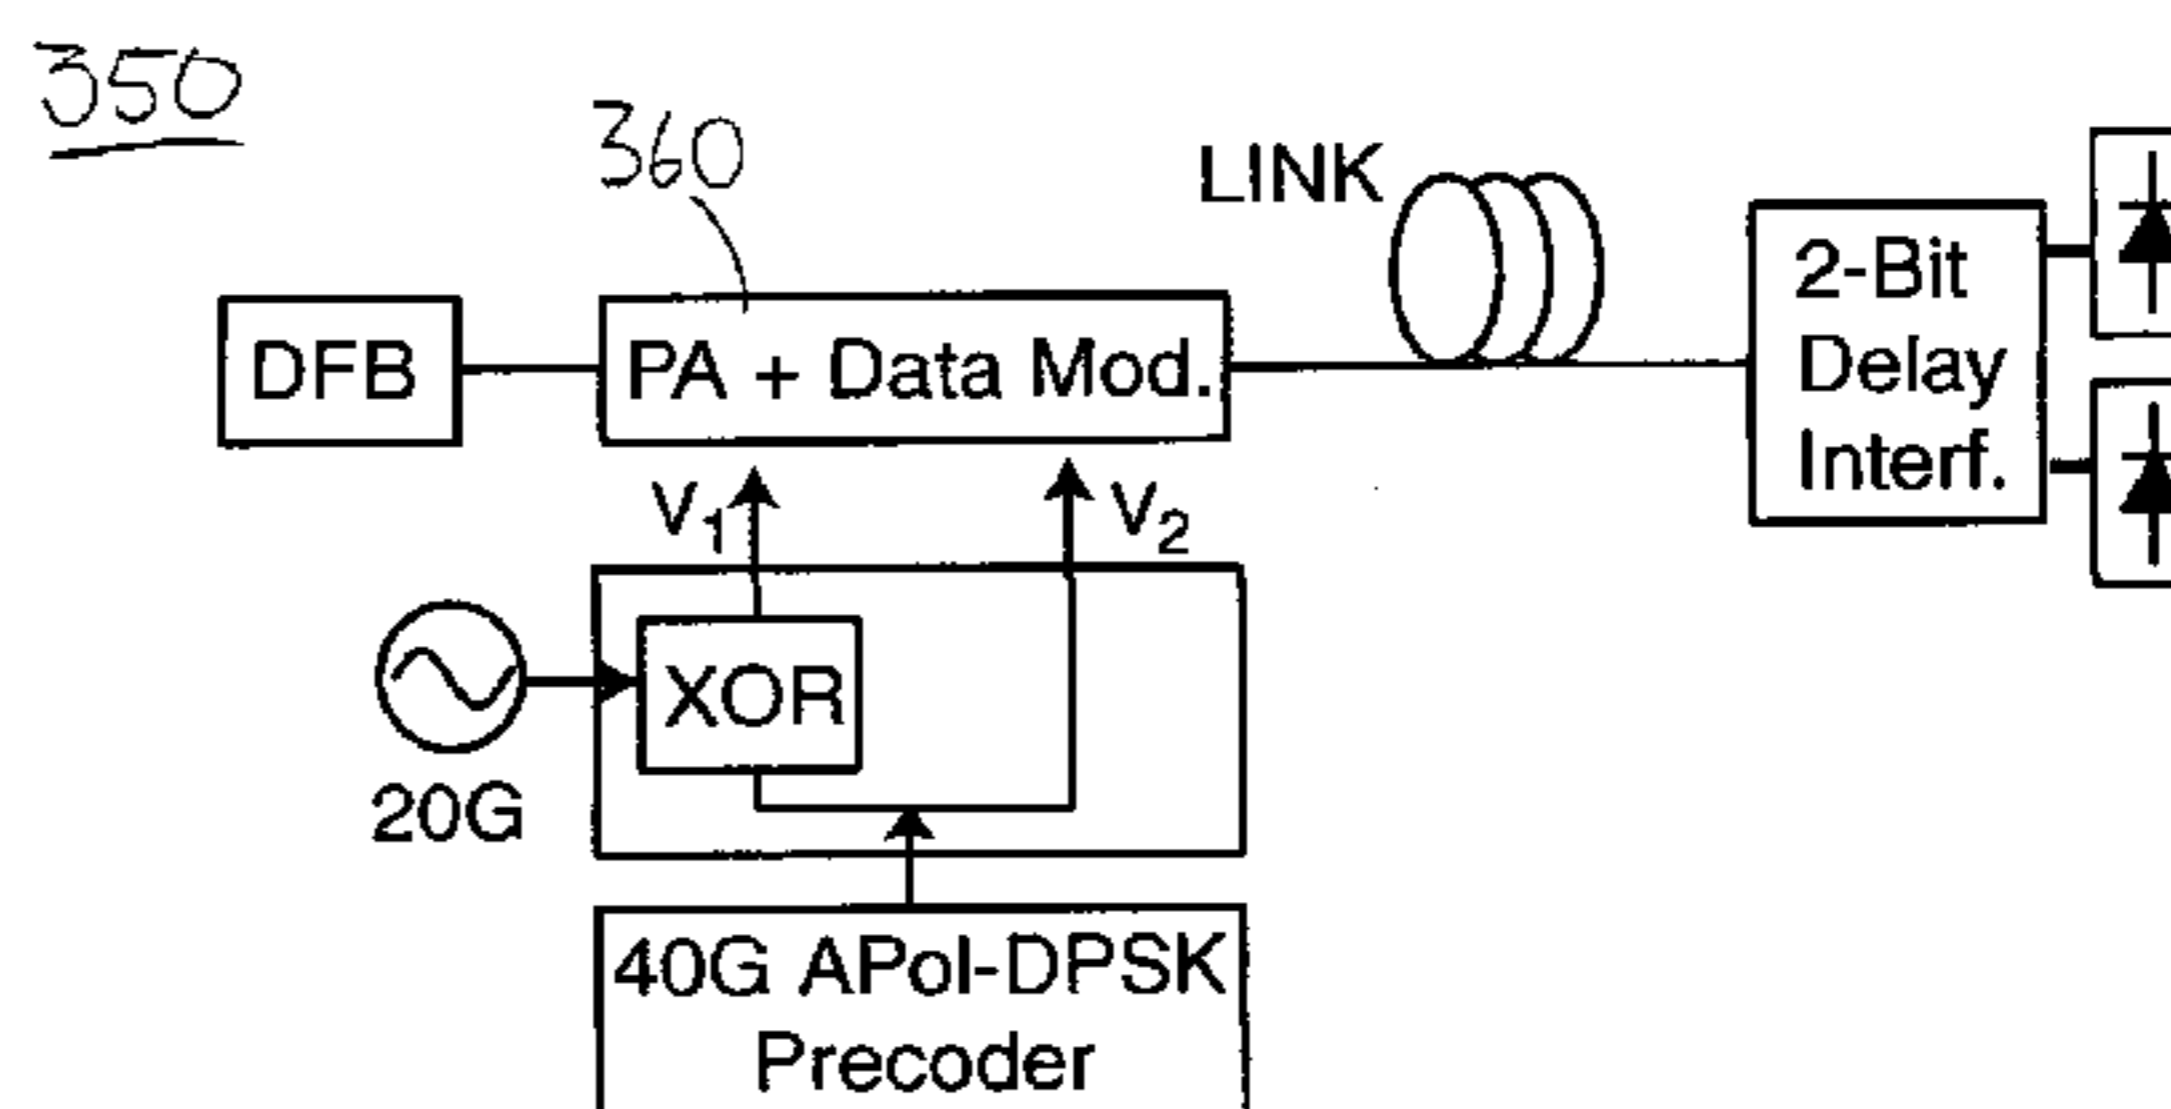 350
360
LINK
2-Bit
Delay
Interf.
DFB
PA + Data Mod.
V1
V2
XOR
20G
40G APol-DPSK
Precoder